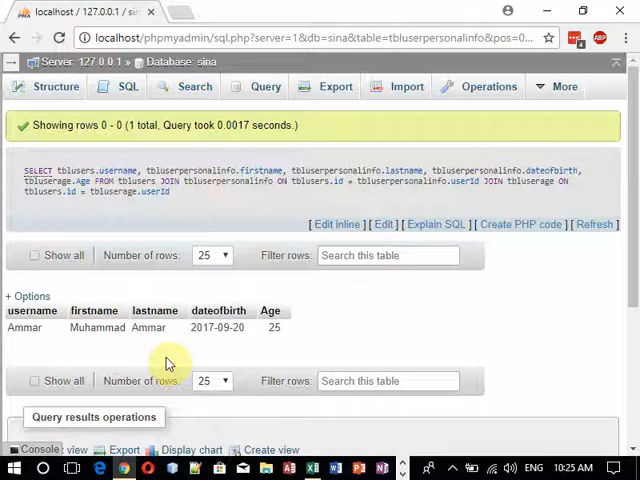 localhost / 127.0.0.1 / sin
localhost/phpmyadmin/sql.php?server=1&db=sina&table=tbluserpersonalinfo&pos=0
4
ABP
Server: 127.0.0.1 » Database: sina
Structure SQL Search Query Export Import Operations More
Showing rows 0 - 0 (1 total, Query took 0.0017 seconds.)
SELECT tblusers.username, tbluserpersonalinfo.firstname, tbluserpersonalinfo.lastname, tbluserpersonalinfo.dateofbirth,
tbluserage.Age FROM tblusers JOIN tbluserpersonalinfo ON tblusers.id = tbluserpersonalinfo.userId JOIN tbluserage ON
tblusers.id = tbluserage.userId
[ Edit inline ] [ Edit ] [ Explain SQL ] [ Create PHP code ] [ Refresh ]
Show all Number of rows: 25 Filter rows: Search this table
+ Options
username firstname lastname dateofbirth Age
Ammar Muhammad Ammar 2017-09-20 25
Show all Number of rows: 25 Filter rows: Search this table
Query results operations
Console view Export Display chart Create view
ENG 10:25 AM